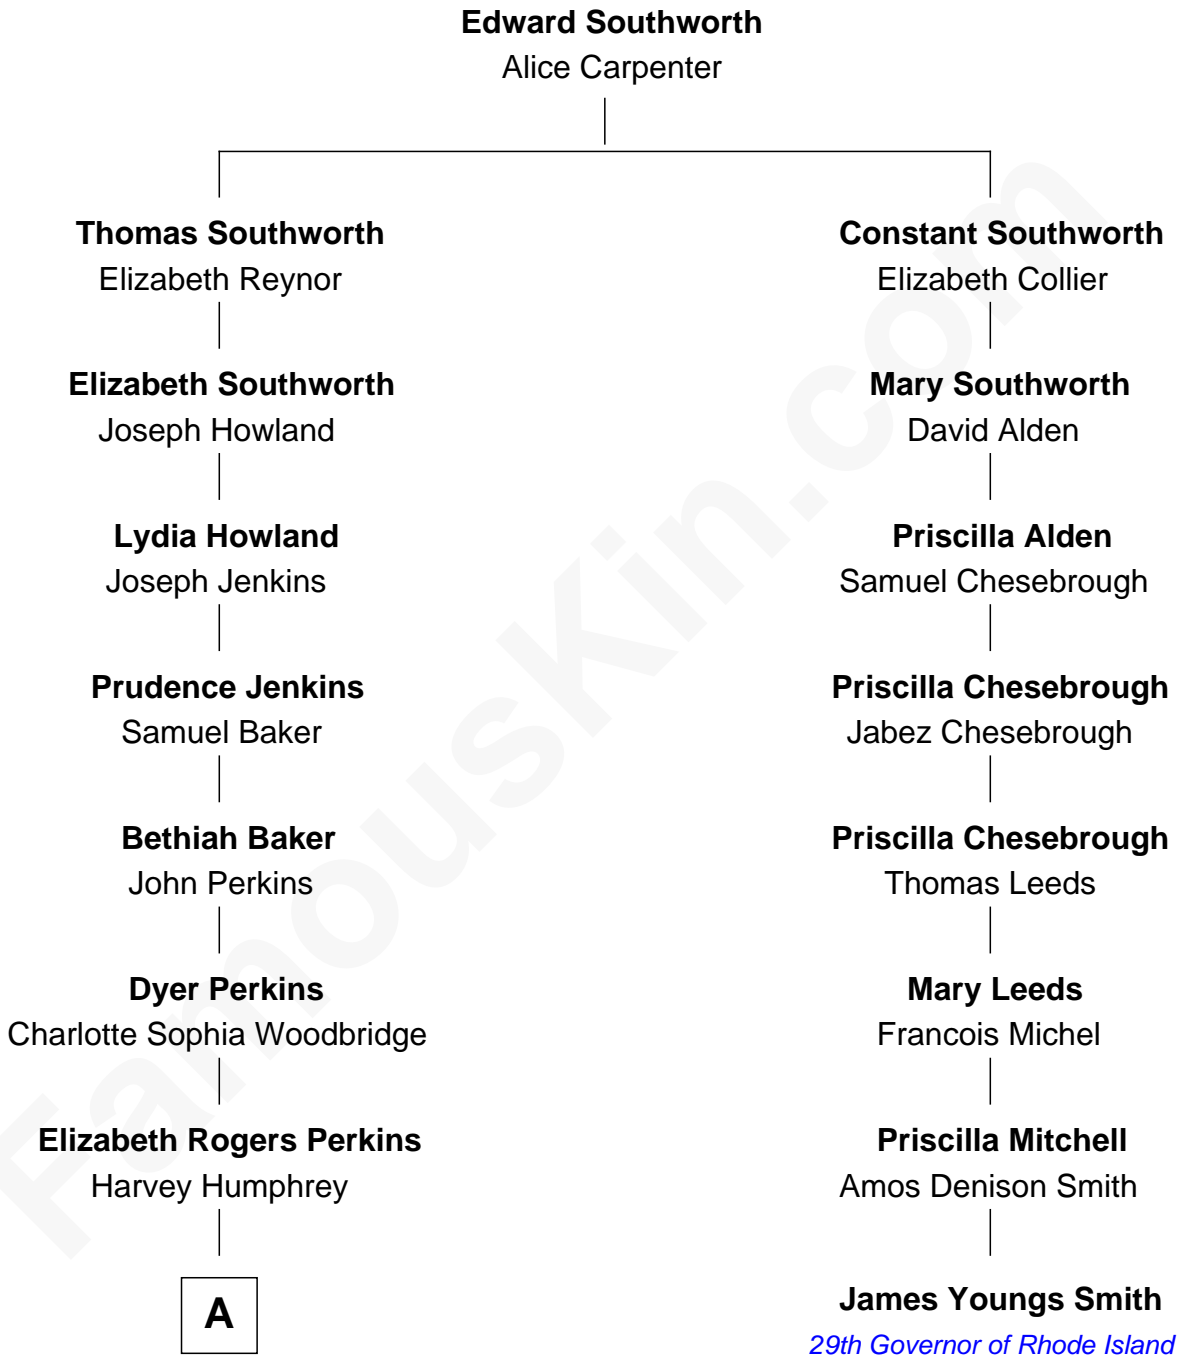 Edward Southworth
Alice Carpenter
Thomas Southworth
Elizabeth Reynor
Constant Southworth
Elizabeth Collier
Elizabeth Southworth
Joseph Howland
Mary Southworth
David Alden
Lydia Howland
Joseph Jenkins
Priscilla Alden
Samuel Chesebrough
Prudence Jenkins
Samuel Baker
Priscilla Chesebrough
Jabez Chesebrough
Bethiah Baker
John Perkins
Priscilla Chesebrough
Thomas Leeds
Dyer Perkins
Charlotte Sophia Woodbridge
Mary Leeds
Francois Michel
Elizabeth Rogers Perkins
Harvey Humphrey
Priscilla Mitchell
Amos Denison Smith
A
James Youngs Smith
29th Governor of Rhode Island
FamousKin.com